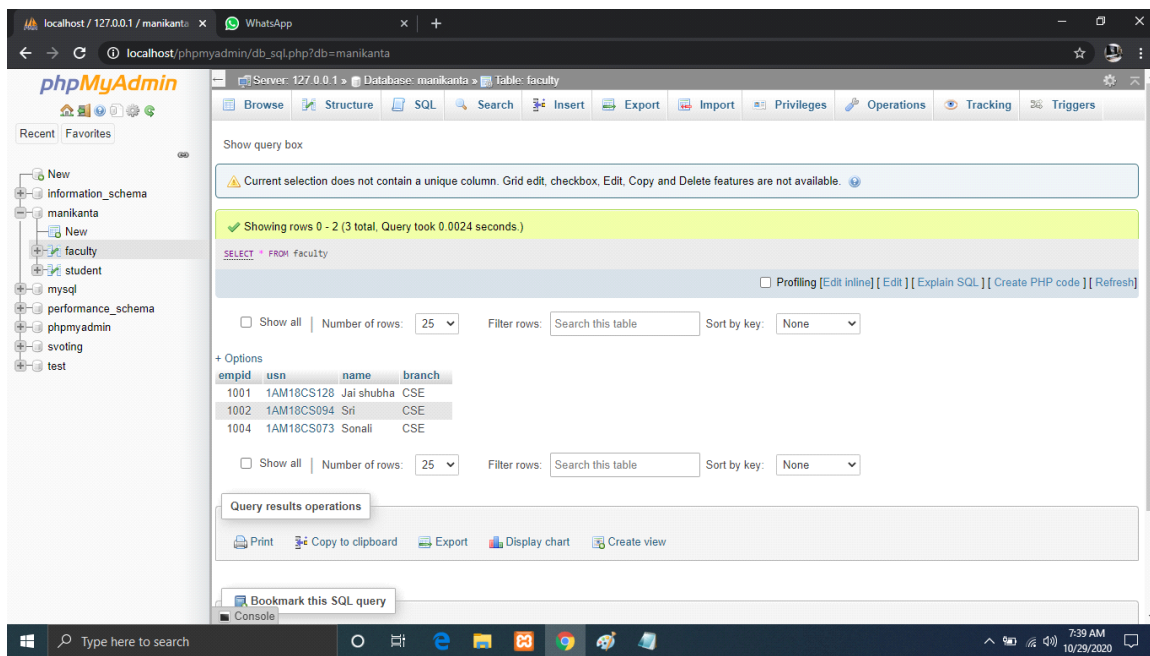 localhost / 127.0.0.1 / manikanta
WhatsApp
localhost/phpmyadmin/db_sql.php?db=manikanta
phpMyAdmin
Recent Favorites
New
information_schema
manikanta
New
faculty
student
mysql
performance_schema
phpmyadmin
svoting
test
Server: 127.0.0.1 » Database: manikanta » Table: faculty
Browse Structure SQL Search Insert Export Import Privileges Operations Tracking Triggers
Show query box
Current selection does not contain a unique column. Grid edit, checkbox, Edit, Copy and Delete features are not available.
Showing rows 0 - 2 (3 total, Query took 0.0024 seconds.)
SELECT * FROM faculty
Profiling [Edit inline] [ Edit ] [ Explain SQL ] [ Create PHP code ] [ Refresh]
Show all | Number of rows: 25 Filter rows: Search this table Sort by key: None
+ Options
empid usn name branch
1001 1AM18CS128 Jai shubha CSE
1002 1AM18CS094 Sri CSE
1004 1AM18CS073 Sonali CSE
Show all | Number of rows: 25 Filter rows: Search this table Sort by key: None
Query results operations
Print Copy to clipboard Export Display chart Create view
Bookmark this SQL query
Console
Type here to search
7:39 AM
10/29/2020